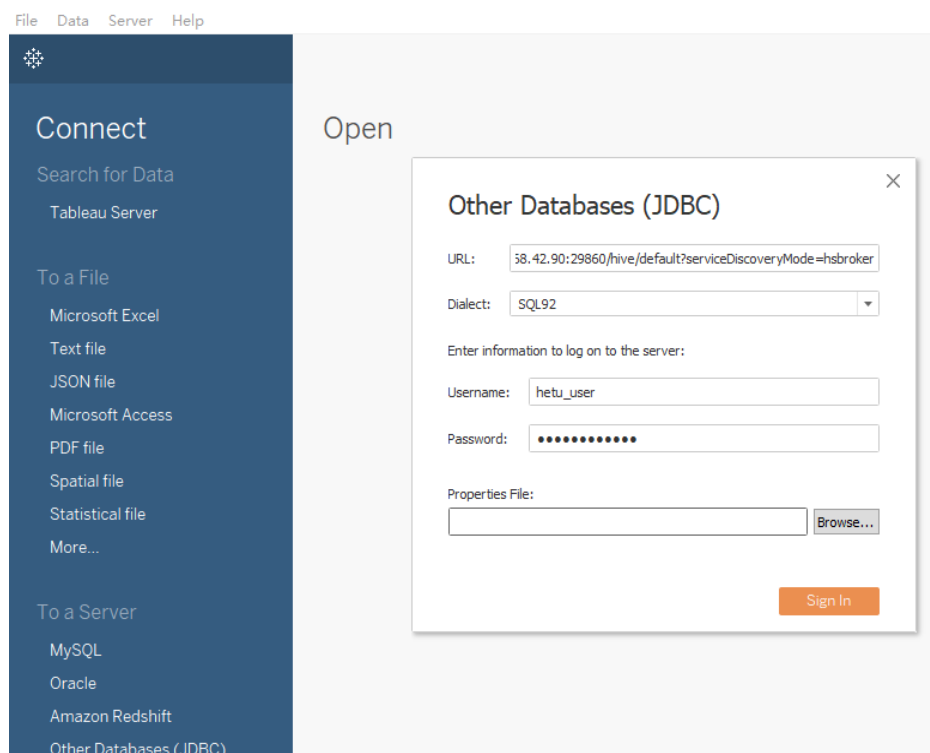 File Data Server Help
Connect
Search for Data
Tableau Server
To a File
Microsoft Excel
Text file
JSON file
Microsoft Access
PDF file
Spatial file
Statistical file
More...
To a Server
MySQL
Oracle
Amazon Redshift
Other Databases (JDBC)
Open
Other Databases (JDBC)
URL: 58.42.90:29860/hive/default?serviceDiscoveryMode=hsbroker
Dialect: SQL92
Enter information to log on to the server:
Username: hetu_user
Password: ●●●●●●●●●●●●
Properties File:
Browse...
Sign In